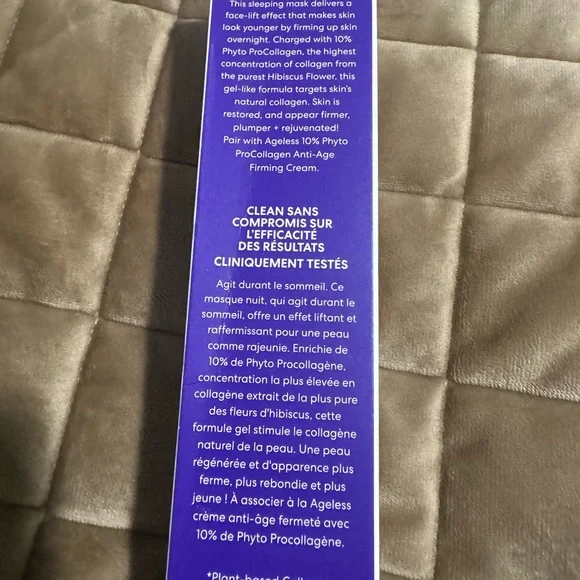 This sleeping mask delivers a
face-lift effect that makes skin
look younger by firming up skin
overnight. Charged with 10%
Phyto ProCollagen, the highest
concentration of collagen from
the purest Hibiscus Flower, this
gel-like formula targets skin's
natural collagen. Skin is
restored, and appear firmer,
plumper + rejuvenated!
Pair with Ageless 10% Phyto
ProCollagen Anti-Age
Firming Cream.
CLEAN SANS
COMPROMIS SUR
L'EFFICACITÉ
DES RÉSULTATS
CLINIQUEMENT TESTÉS
Agit durant le sommeil. Ce
masque nuit, qui agit durant le
sommeil, offre un effet liftant et
raffermissant pour une peau
comme rajeunie. Enrichie de
10% de Phyto Procollagène,
concentration la plus élevée en
collagène extrait de la plus pure
des fleurs d'hibiscus, cette
formule gel stimule le collagène
naturel de la peau. Une peau
régénérée et d'apparence plus
ferme, plus rebondie et plus
jeune ! À associer à la Ageless
crème anti-âge fermeté avec
10% de Phyto Procollagène.
*Plant-based